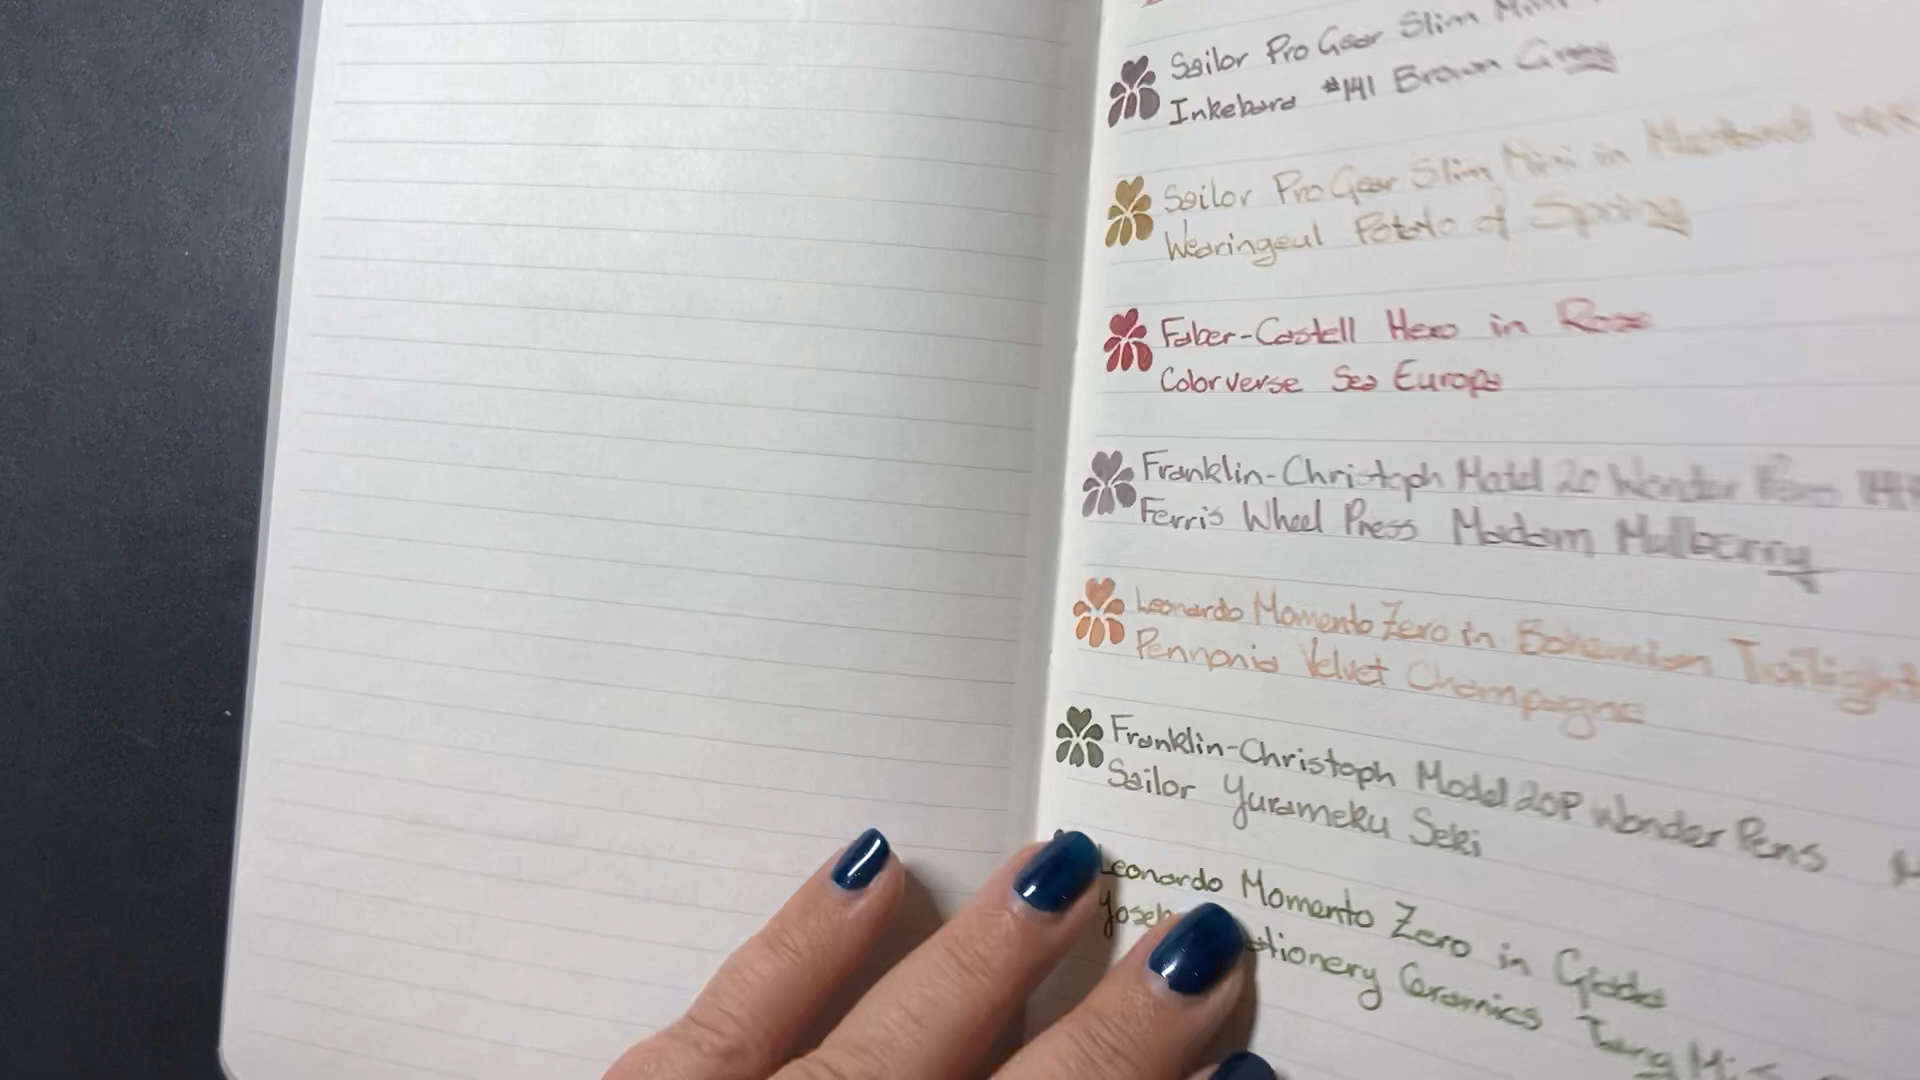 Sailor Pro Gear Slim Mini
Inkebara #141 Brown Gray
Sailor Pro Gear Slim Mini in
Wearingeul Potato of Spring
Faber-Castell Hexo in Rose
Colorverse Sea Europa
Franklin-Christoph Model 20 Wonder Pens
Ferris Wheel Press Madam Mulberry
Leonardo Momento Zero in Bohemian Twilight
Pennonia Velvet Champagne
Franklin-Christoph Model 20P Wonder Pens
Sailor Yurameku Seki
Leonardo Momento Zero in Giada
Ceramics